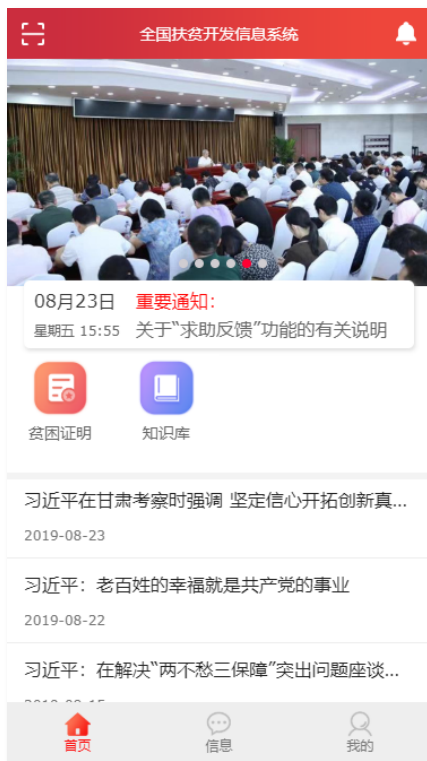 全国扶贫开发信息系统
08月23日 重要通知：
星期五 15:55 关于“求助反馈”功能的有关说明
贫困证明 知识库
习近平在甘肃考察时强调 坚定信心开拓创新真...
2019-08-23
习近平：老百姓的幸福就是共产党的事业
2019-08-22
习近平：在解决“两不愁三保障”突出问题座谈...
首页 信息 我的